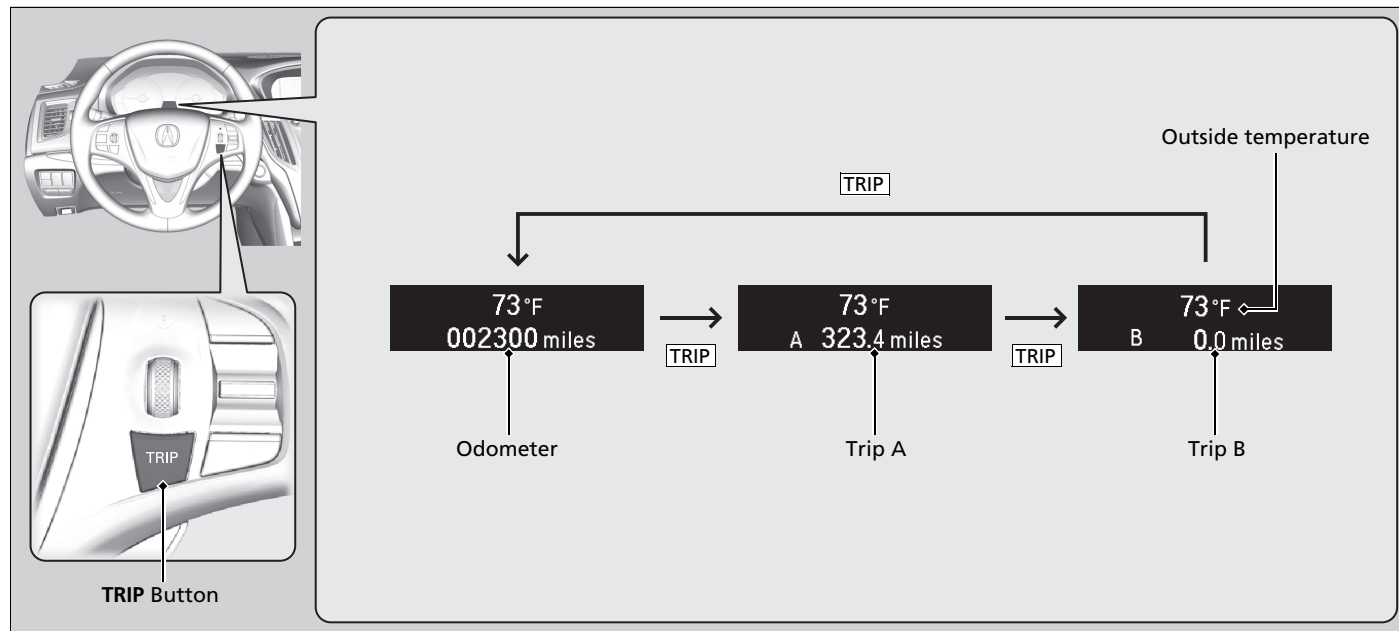 Outside temperature
TRIP
73°F
002300 miles
TRIP
73°F
A 323.4 miles
TRIP
73°F
B 0.0 miles
Odometer
Trip A
Trip B
TRIP
TRIP Button